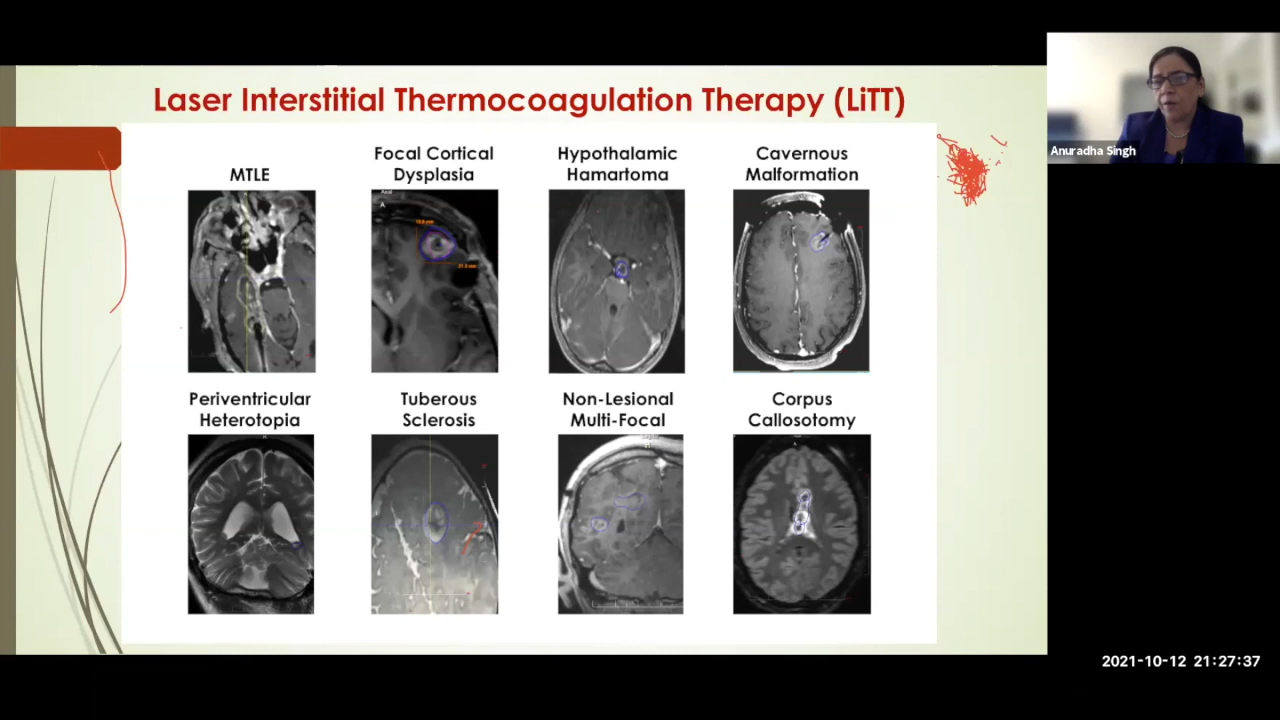 Laser Interstitial Thermocoagulation Therapy (LiTT)
Anuradha Singh
MTLE
Focal Cortical
Dysplasia
Hypothalamic
Hamartoma
Cavernous
Malformation
A
Periventricular
Heterotopia
Tuberous
Sclerosis
Non-Lesional
Multi-Focal
Corpus
Callosotomy
2021-10-12 21:27:37